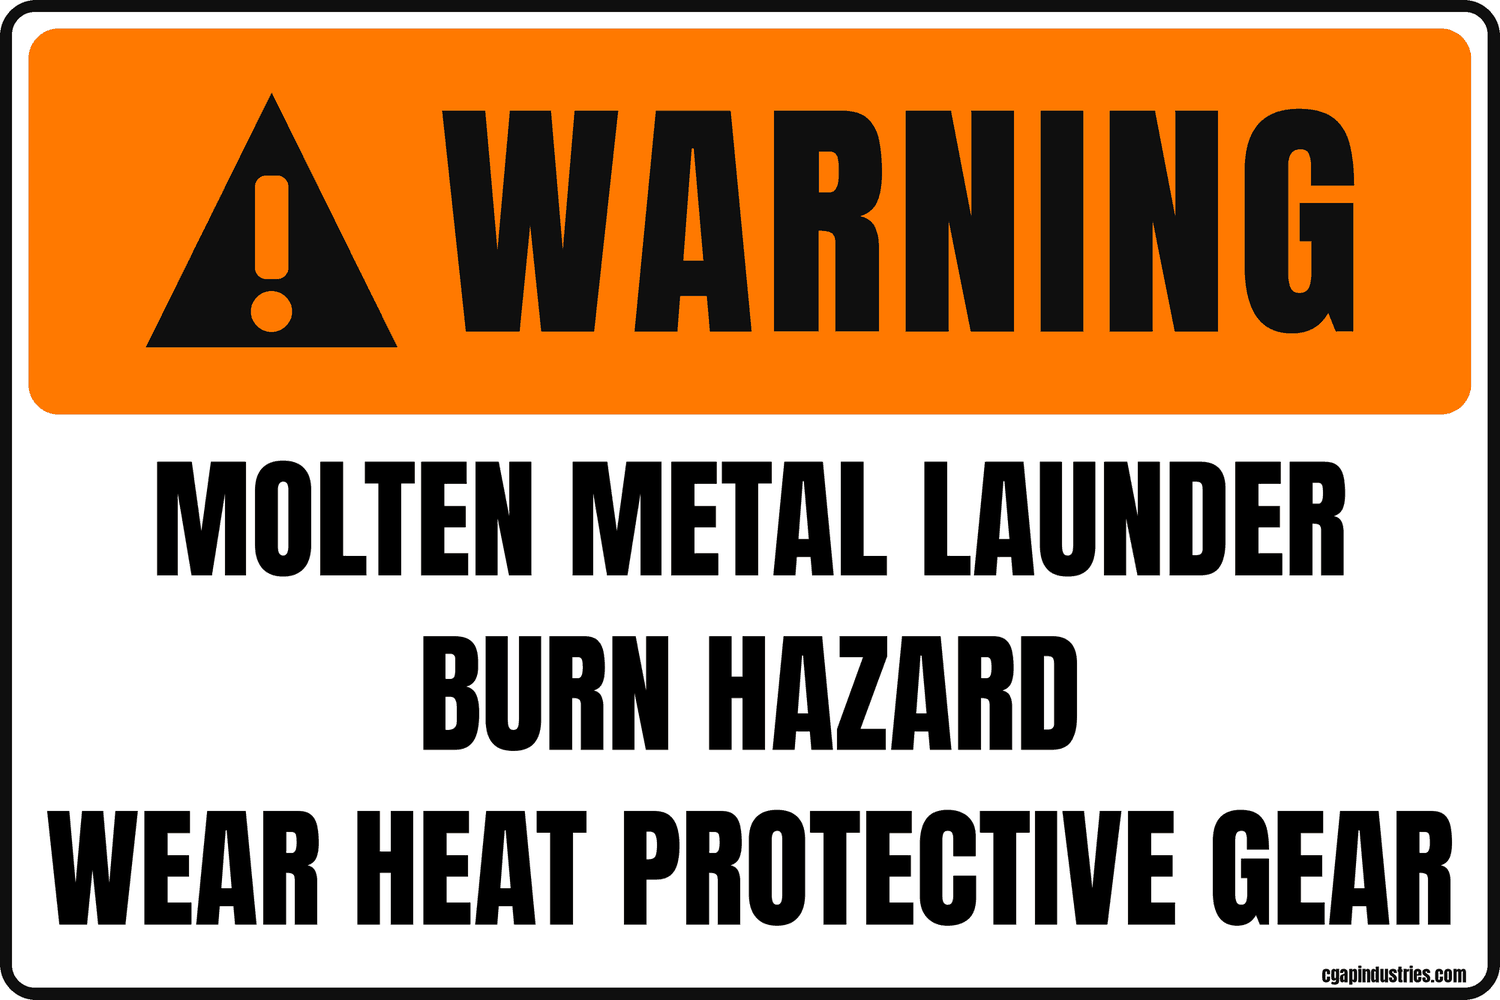 WARNING
MOLTEN METAL LAUNDER
BURN HAZARD
WEAR HEAT PROTECTIVE GEAR
cgapindustries.com